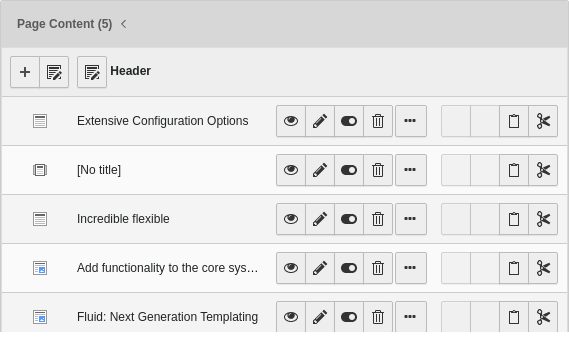 Page Content (5)
Header
Extensive Configuration Options
[No title]
Incredible flexible
Add functionality to the core sys…
Fluid: Next Generation Templating